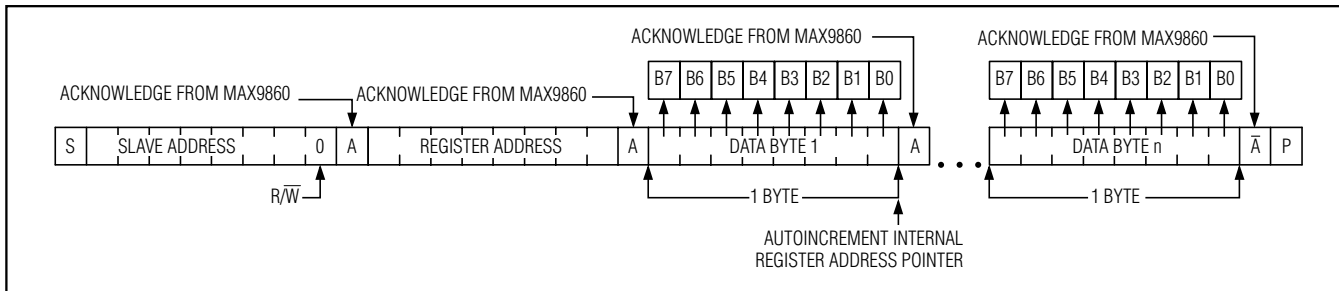 ACKNOWLEDGE FROM MAX9860
ACKNOWLEDGE FROM MAX9860
B7 B6 B5 B4 B3 B2 B1 B0
B7 B6 B5 B4 B3 B2 B1 B0
ACKNOWLEDGE FROM MAX9860
ACKNOWLEDGE FROM MAX9860
S SLAVE ADDRESS 0 A REGISTER ADDRESS A DATA BYTE 1 A ... DATA BYTE n A̅ P
R/W̅
1 BYTE
1 BYTE
AUTOINCREMENT INTERNAL
REGISTER ADDRESS POINTER